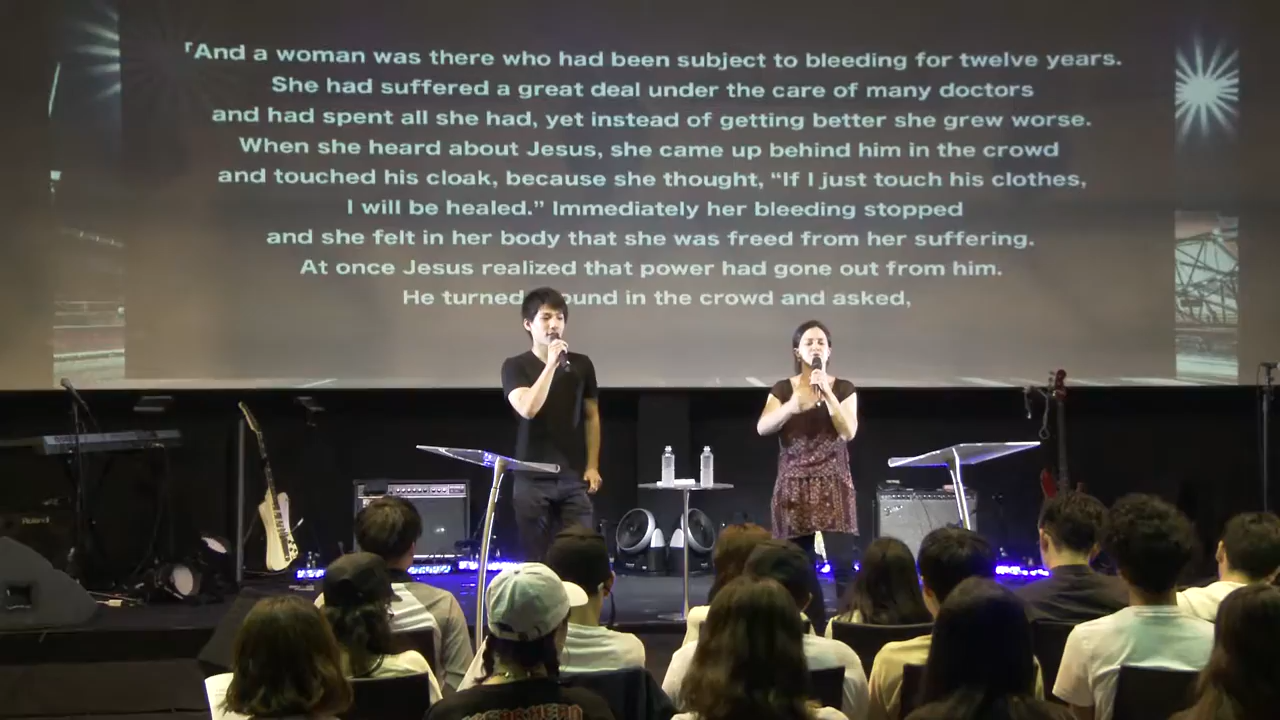 「And a woman was there who had been subject to bleeding for twelve years.
She had suffered a great deal under the care of many doctors
and had spent all she had, yet instead of getting better she grew worse.
When she heard about Jesus, she came up behind him in the crowd
and touched his cloak, because she thought, “If I just touch his clothes,
I will be healed.” Immediately her bleeding stopped
and she felt in her body that she was freed from her suffering.
At once Jesus realized that power had gone out from him.
He turned in the crowd and asked,
Roland